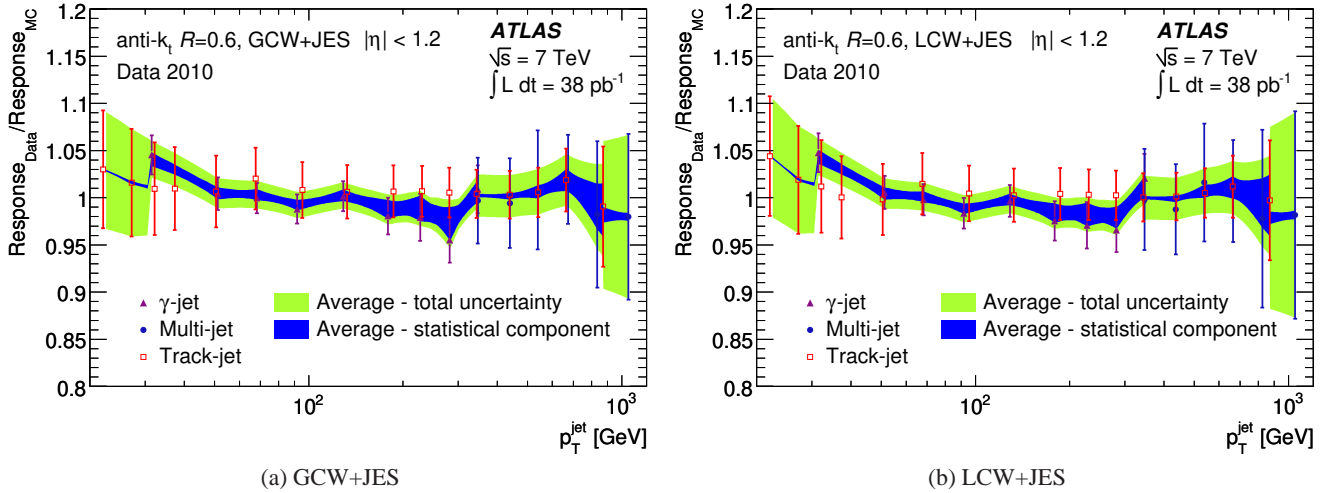 Response_Data/Response_MC
1.2
1.15
1.1
1.05
1
0.95
0.9
0.85
0.8
anti-k_t R=0.6, GCW+JES |η| < 1.2
Data 2010
ATLAS
√s = 7 TeV
∫ L dt = 38 pb⁻¹
γ-jet
Multi-jet
Track-jet
Average - total uncertainty
Average - statistical component
10²
10³
p_T^jet [GeV]
(a) GCW+JES
Response_Data/Response_MC
1.2
1.15
1.1
1.05
1
0.95
0.9
0.85
0.8
anti-k_t R=0.6, LCW+JES |η| < 1.2
Data 2010
ATLAS
√s = 7 TeV
∫ L dt = 38 pb⁻¹
γ-jet
Multi-jet
Track-jet
Average - total uncertainty
Average - statistical component
10²
10³
p_T^jet [GeV]
(b) LCW+JES